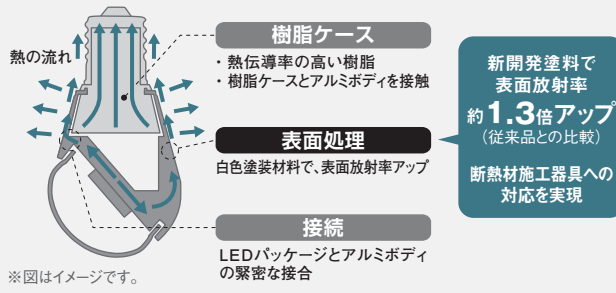 熱の流れ
樹脂ケース
・熱伝導率の高い樹脂
・樹脂ケースとアルミボディを接触
表面処理
白色塗装材料で、表面放射率アップ
接続
LEDパッケージとアルミボディ
の緊密な接合
新開発塗料で
表面放射率
約1.3倍アップ
(従来品との比較)
断熱材施工器具への
対応を実現
※図はイメージです。